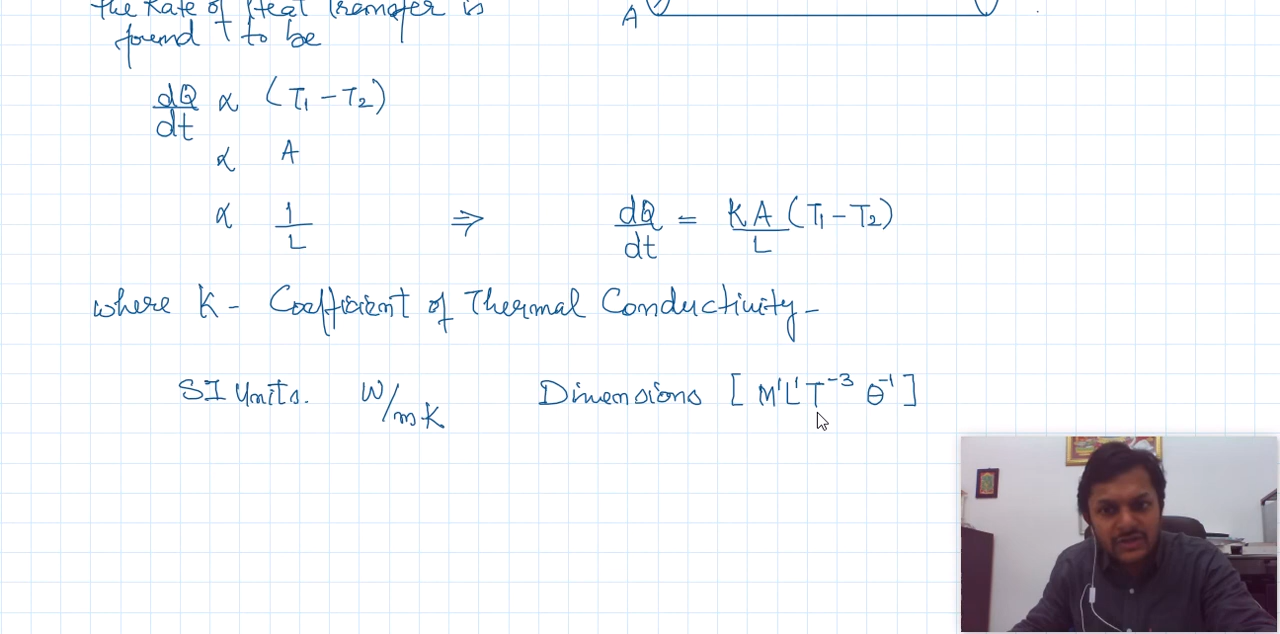 the Rate of Heat Transfer is
found to be
A
dQ/dt ∝ (T₁ - T₂)
∝ A
∝ 1/L ⇒ dQ/dt = KA/L (T₁ - T₂)
where K - Coefficient of Thermal Conductivity -
SI Units. W/mK Dimensions [M¹L¹T⁻³ θ⁻¹]